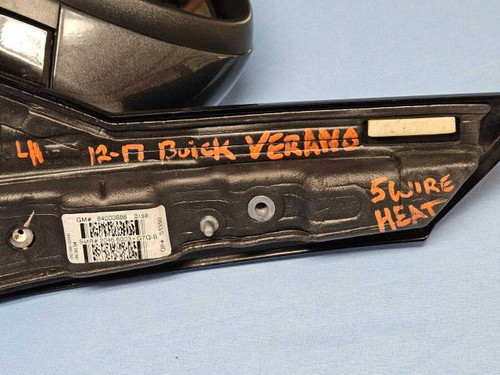 LH 12-17 BUICK VERANO
5 WIRE
HEAT
GM# 84000886